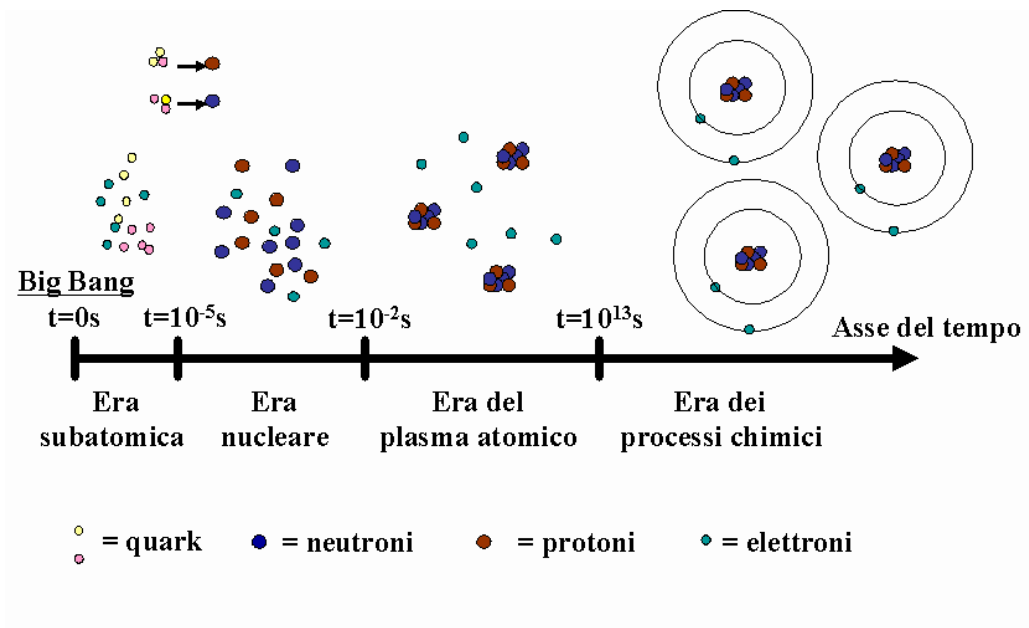 Big Bang
t=0s t=10⁻⁵s t=10⁻²s t=10¹³s
Asse del tempo
Era subatomica
Era nucleare
Era del plasma atomico
Era dei processi chimici
= quark = neutroni = protoni = elettroni